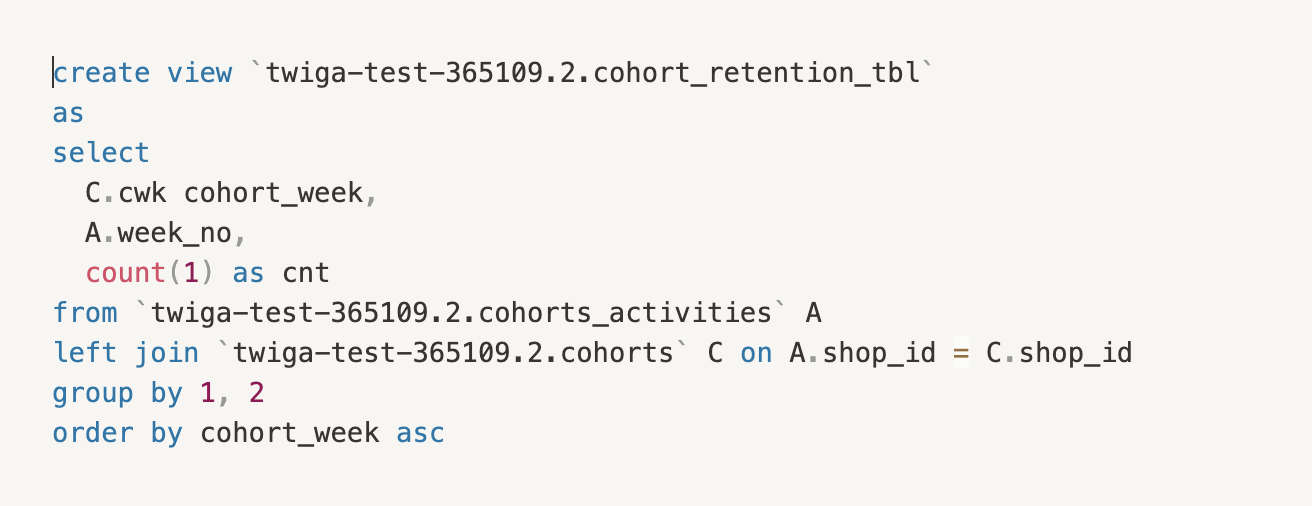 create view `twiga-test-365109.2.cohort_retention_tbl`
as
select
  C.cwk cohort_week,
  A.week_no,
  count(1) as cnt
from `twiga-test-365109.2.cohorts_activities` A
left join `twiga-test-365109.2.cohorts` C on A.shop_id = C.shop_id
group by 1, 2
order by cohort_week asc